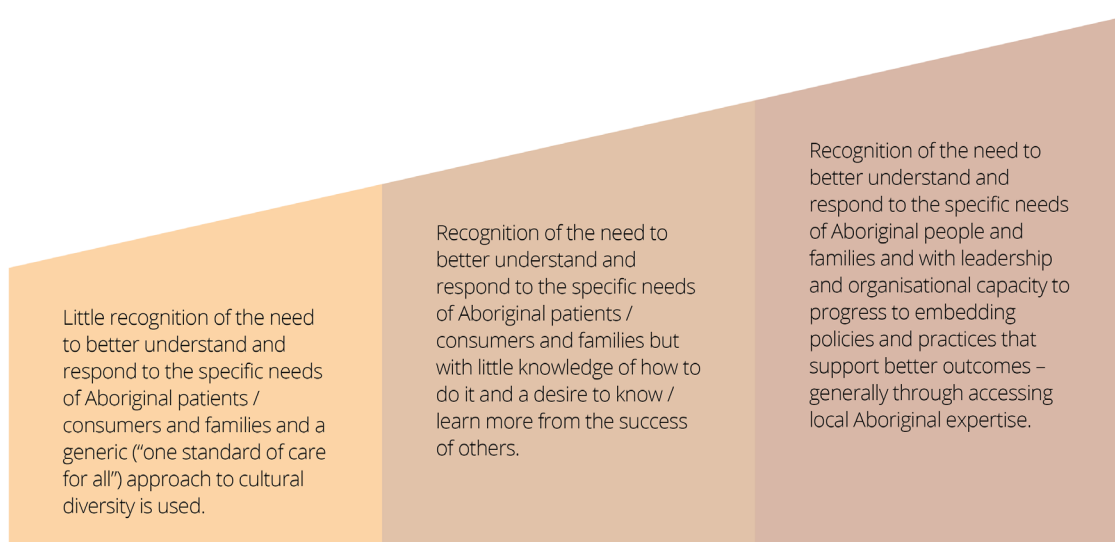 Little recognition of the need
to better understand and
respond to the specific needs
of Aboriginal patients /
consumers and families and a
generic (“one standard of care
for all”) approach to cultural
diversity is used.
Recognition of the need to
better understand and
respond to the specific needs
of Aboriginal patients /
consumers and families but
with little knowledge of how to
do it and a desire to know /
learn more from the success
of others.
Recognition of the need to
better understand and
respond to the specific needs
of Aboriginal people and
families and with leadership
and organisational capacity to
progress to embedding
policies and practices that
support better outcomes –
generally through accessing
local Aboriginal expertise.